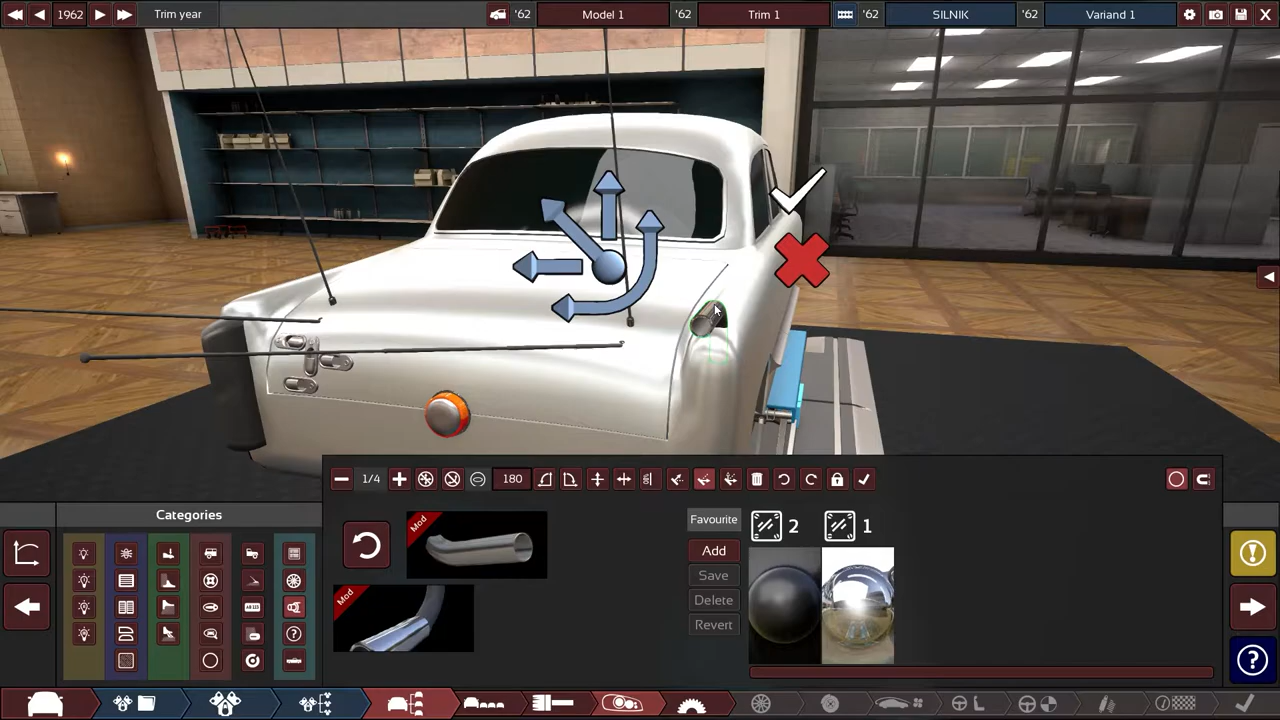 1962
Trim year
'62
Model 1
'62
Trim 1
'62
SILNIK
'62
Variand 1
1/4
180
Categories
Mod
Mod
Favourite
Add
Save
Delete
Revert
2
1